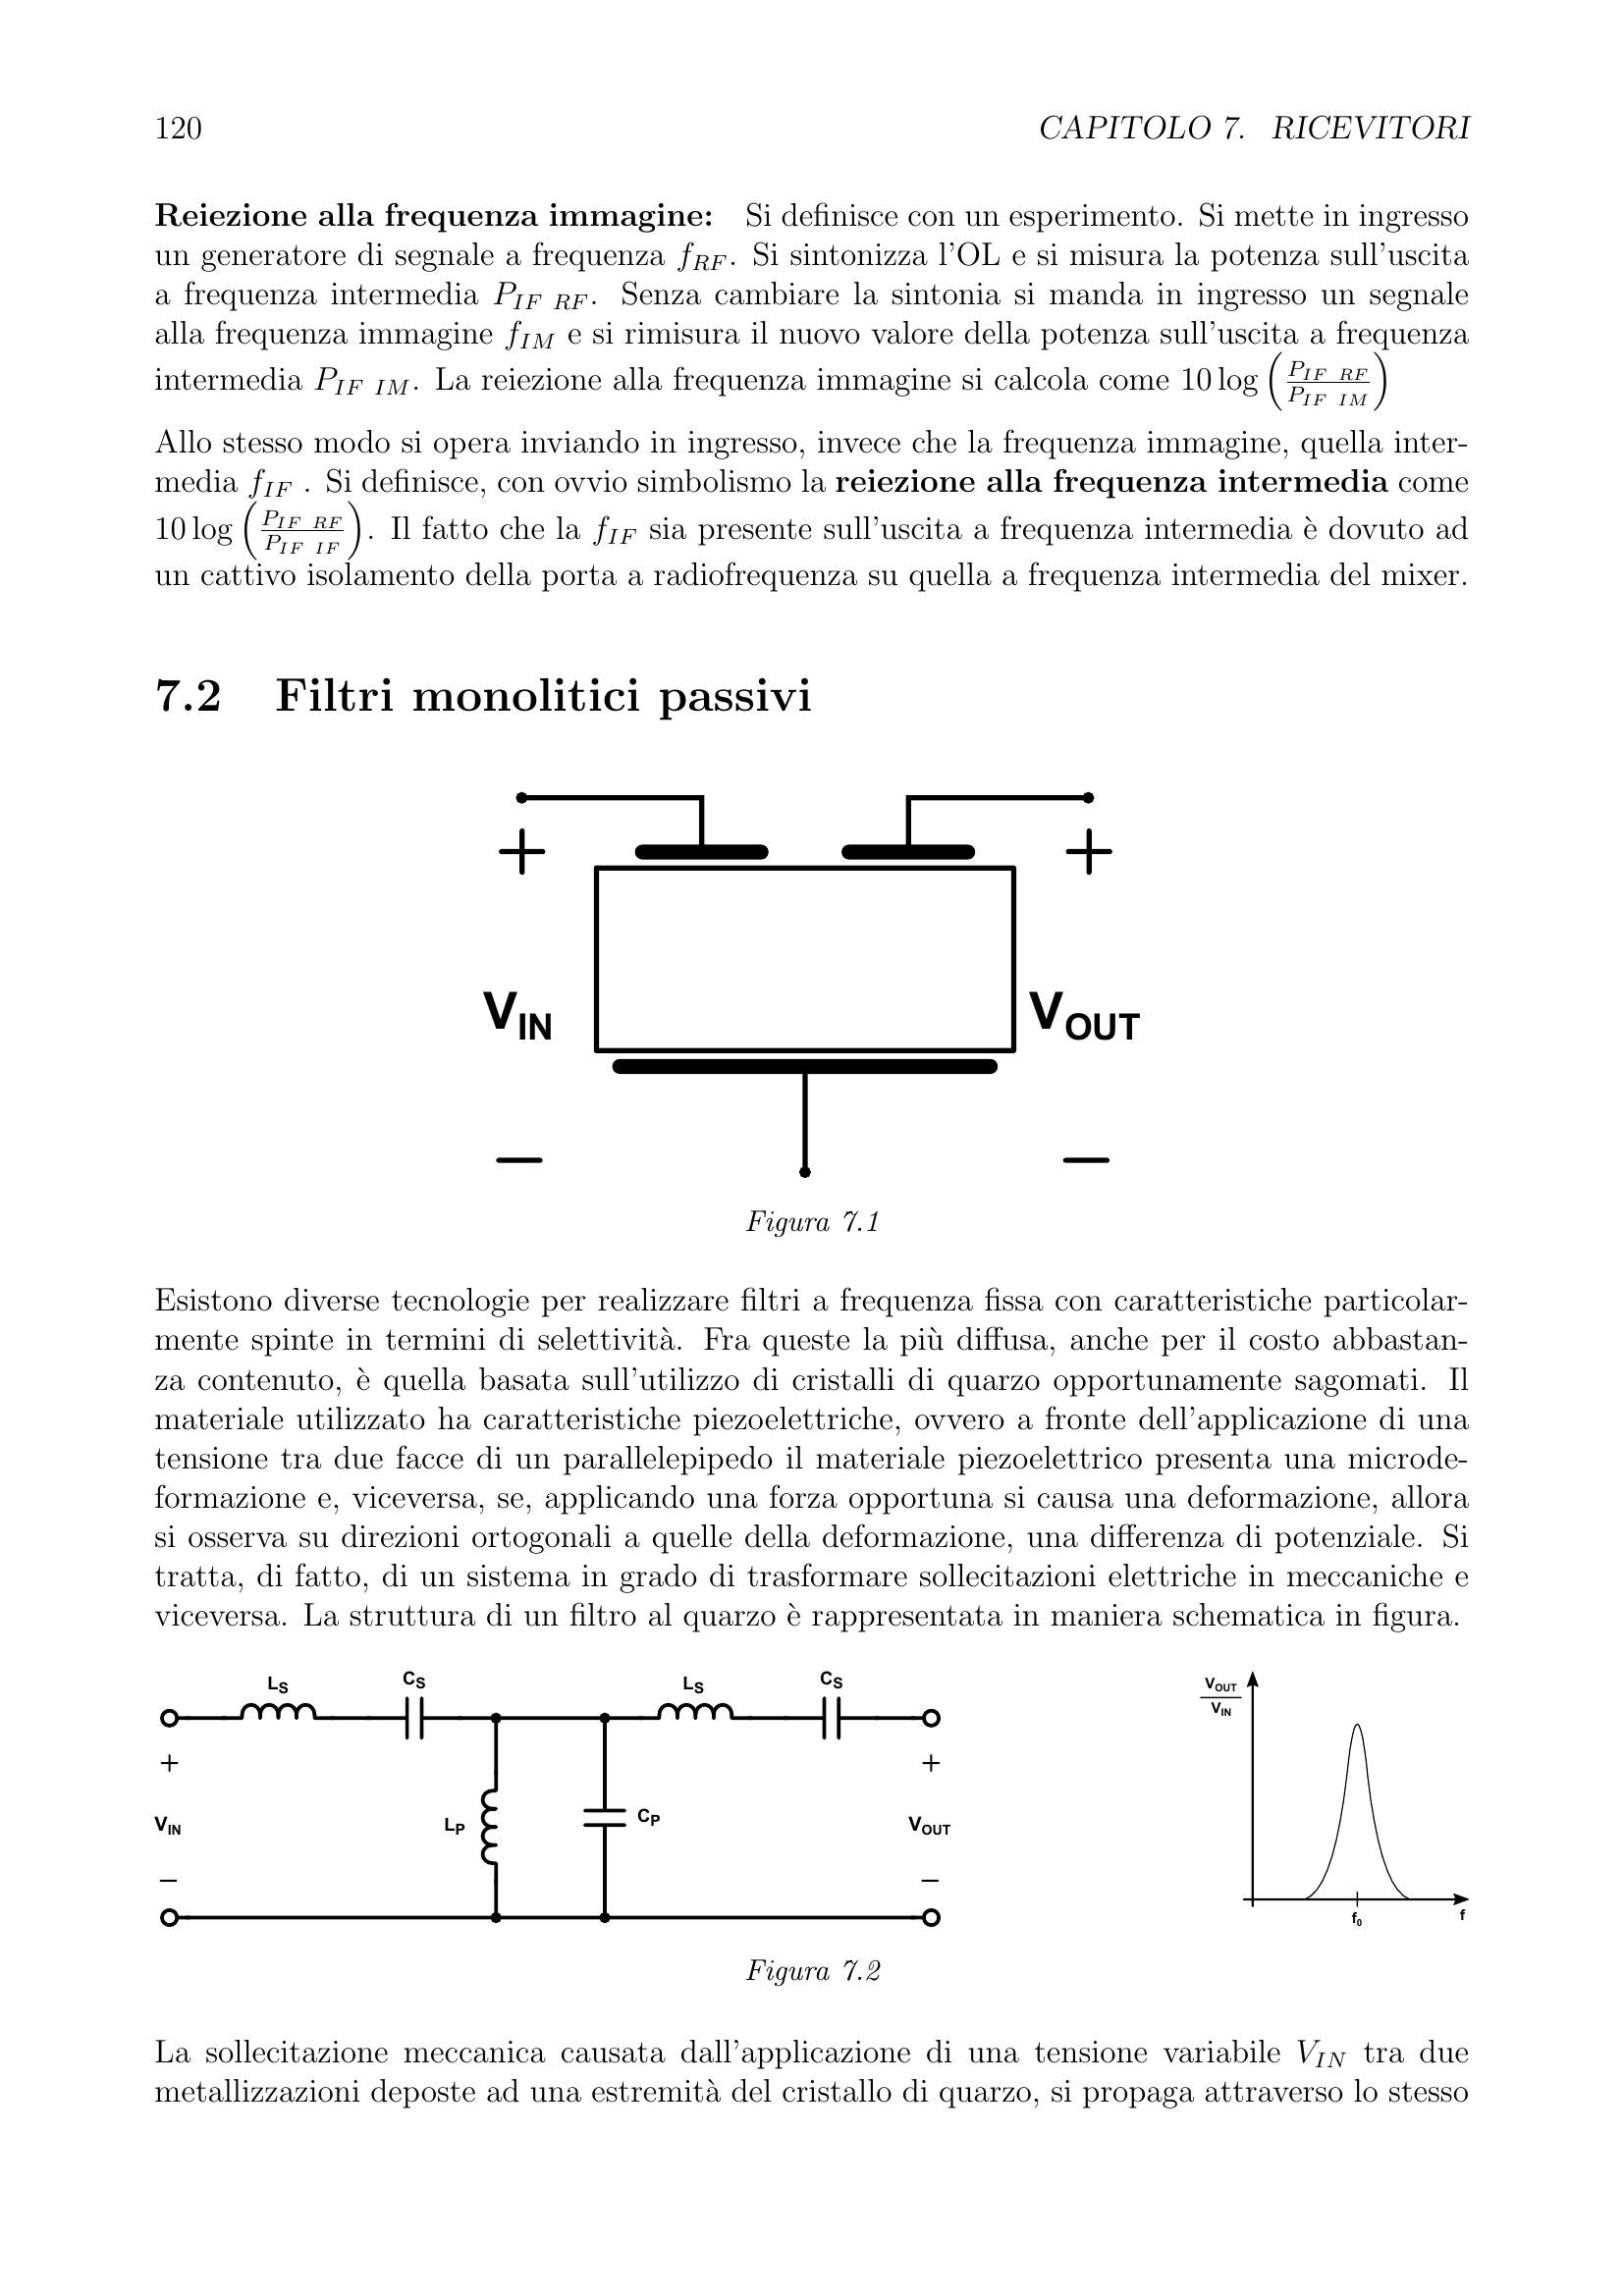 120 CAPITOLO 7. RICEVITORI
Reiezione alla frequenza immagine: Si definisce con un esperimento. Si mette in ingresso
un generatore di segnale a frequenza f_{RF}. Si sintonizza l'OL e si misura la potenza sull'uscita
a frequenza intermedia P_{IF RF}. Senza cambiare la sintonia si manda in ingresso un segnale
alla frequenza immagine f_{IM} e si rimisura il nuovo valore della potenza sull'uscita a frequenza
intermedia P_{IF IM}. La reiezione alla frequenza immagine si calcola come 10 log (P_{IF RF}/P_{IF IM})
Allo stesso modo si opera inviando in ingresso, invece che la frequenza immagine, quella inter-
media f_{IF} . Si definisce, con ovvio simbolismo la reiezione alla frequenza intermedia come
10 log (P_{IF RF}/P_{IF IF}). Il fatto che la f_{IF} sia presente sull'uscita a frequenza intermedia è dovuto ad
un cattivo isolamento della porta a radiofrequenza su quella a frequenza intermedia del mixer.
7.2 Filtri monolitici passivi
+ +
V_{IN} V_{OUT}
− −
Figura 7.1
Esistono diverse tecnologie per realizzare filtri a frequenza fissa con caratteristiche particolar-
mente spinte in termini di selettività. Fra queste la più diffusa, anche per il costo abbastan-
za contenuto, è quella basata sull'utilizzo di cristalli di quarzo opportunamente sagomati. Il
materiale utilizzato ha caratteristiche piezoelettriche, ovvero a fronte dell'applicazione di una
tensione tra due facce di un parallelepipedo il materiale piezoelettrico presenta una microde-
formazione e, viceversa, se, applicando una forza opportuna si causa una deformazione, allora
si osserva su direzioni ortogonali a quelle della deformazione, una differenza di potenziale. Si
tratta, di fatto, di un sistema in grado di trasformare sollecitazioni elettriche in meccaniche e
viceversa. La struttura di un filtro al quarzo è rappresentata in maniera schematica in figura.
L_S C_S L_S C_S
+ +
V_{IN} L_P C_P V_{OUT}
− −
V_{OUT}
V_{IN}
f_0 f
Figura 7.2
La sollecitazione meccanica causata dall'applicazione di una tensione variabile V_{IN} tra due
metallizzazioni deposte ad una estremità del cristallo di quarzo, si propaga attraverso lo stesso